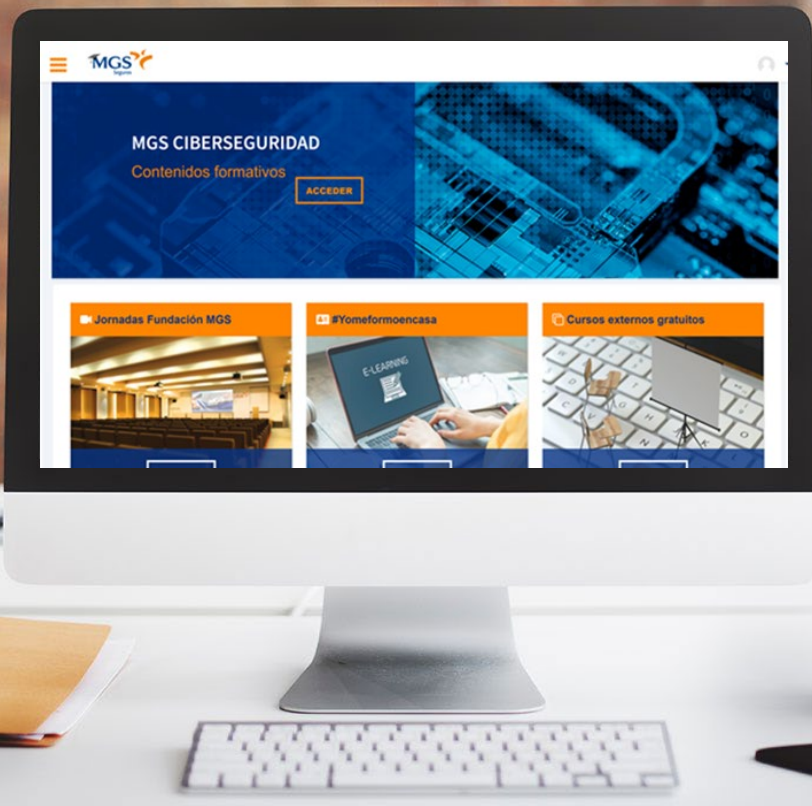 MGS
Seguros
MGS CIBERSEGURIDAD
Contenidos formativos
ACCEDER
Jornadas Fundación MGS
#Yomeformoencasa
Cursos externos gratuitos
E-LEARNING